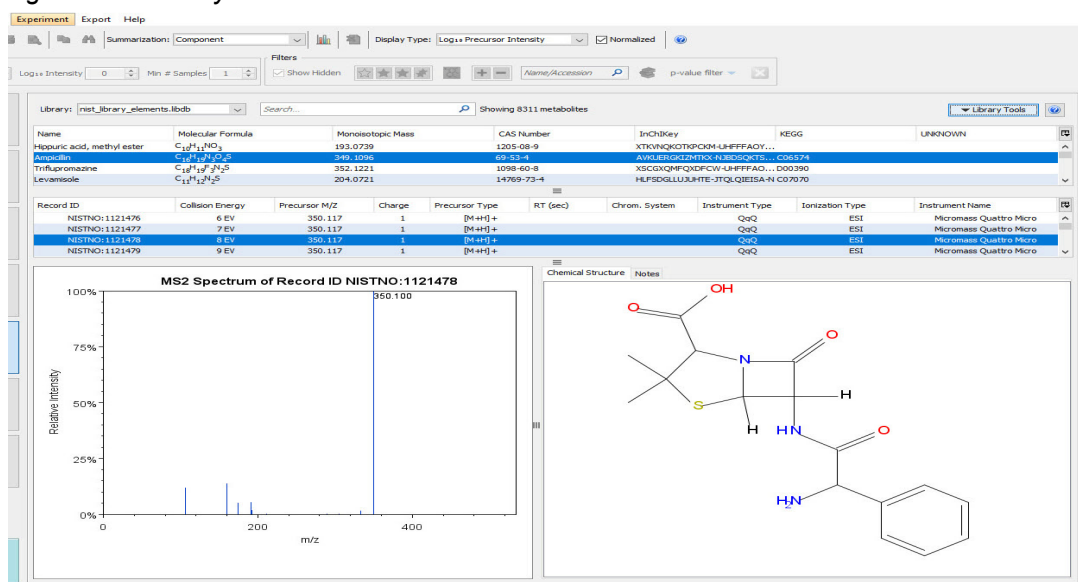 Experiment Export Help
Summarization: Component Display Type: Log₁₀ Precursor Intensity Normalized
Filters
Log₁₀ Intensity 0 Min # Samples 1 Show Hidden Name/Accession p-value filter
Library: nist_library_elements.libdb Search... Showing 8311 metabolites Library Tools
Name Molecular Formula Monoisotopic Mass CAS Number InChIKey KEGG UNKNOWN
Hippuric acid, methyl ester C₁₀H₁₁NO₃ 193.0739 1205-08-9 XTKVNQKOTKPCKM-UHFFFAOY...
Ampicillin C₁₆H₁₉N₃O₄S 349.1096 69-53-4 AVKUERGKIZMTKX-NJBDSQKTS... C06574
Triflupromazine C₁₈H₁₉F₃N₂S 352.1221 1098-60-8 XSCGXQMFQXDFCW-UHFFFAO... D00390
Levamisole C₁₁H₁₂N₂S 204.0721 14769-73-4 HLFSDGLLUJUHTE-JTQLQIEISA-N C07070
Record ID Collision Energy Precursor M/Z Charge Precursor Type RT (sec) Chrom. System Instrument Type Ionization Type Instrument Name
NISTNO:1121476 6 EV 350.117 1 [M+H]+ QqQ ESI Micromass Quattro Micro
NISTNO:1121477 7 EV 350.117 1 [M+H]+ QqQ ESI Micromass Quattro Micro
NISTNO:1121478 8 EV 350.117 1 [M+H]+ QqQ ESI Micromass Quattro Micro
NISTNO:1121479 9 EV 350.117 1 [M+H]+ QqQ ESI Micromass Quattro Micro
MS2 Spectrum of Record ID NISTNO:1121478
350.100
100%
75%
50%
25%
0%
Relative Intensity
0 200 400
m/z
Chemical Structure Notes
OH
O
O
N
S
H
H
HN
O
H₂N